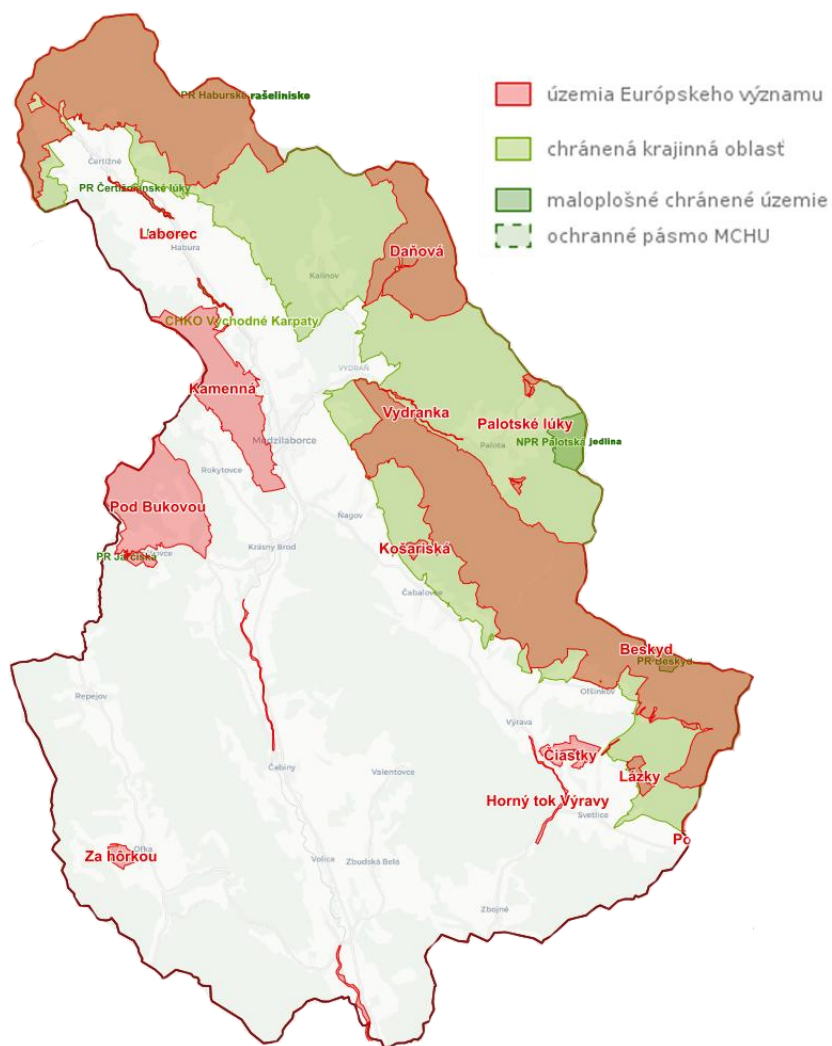 PR Haburské rašelinisko
územia Európskeho významu
chránená krajinná oblasť
maloplošné chránené územie
ochranné pásmo MCHU
Čertižné
PR Čertižnianske lúky
Laborec
Habura
Daňová
Kalinov
CHKO Východné Karpaty
Kamenná
VYDRAŇ
Vydranka
Palotské lúky
Medzilaborce
Palota
NPR Palotská jedlina
Rokytovce
Pod Bukovou
Ňagov
Krásny Brod
Košariská
PR Jarčiská
Čabalovce
Beskyd
PR Beskyd
Oľšinkov
Repejov
Výrava
Čiastky
Čabiny
Valentovce
Lázky
Horný tok Výravy
Svetlice
Po
Za hôrkou
Oľka
Volica
Zbudská Belá
Zbojné